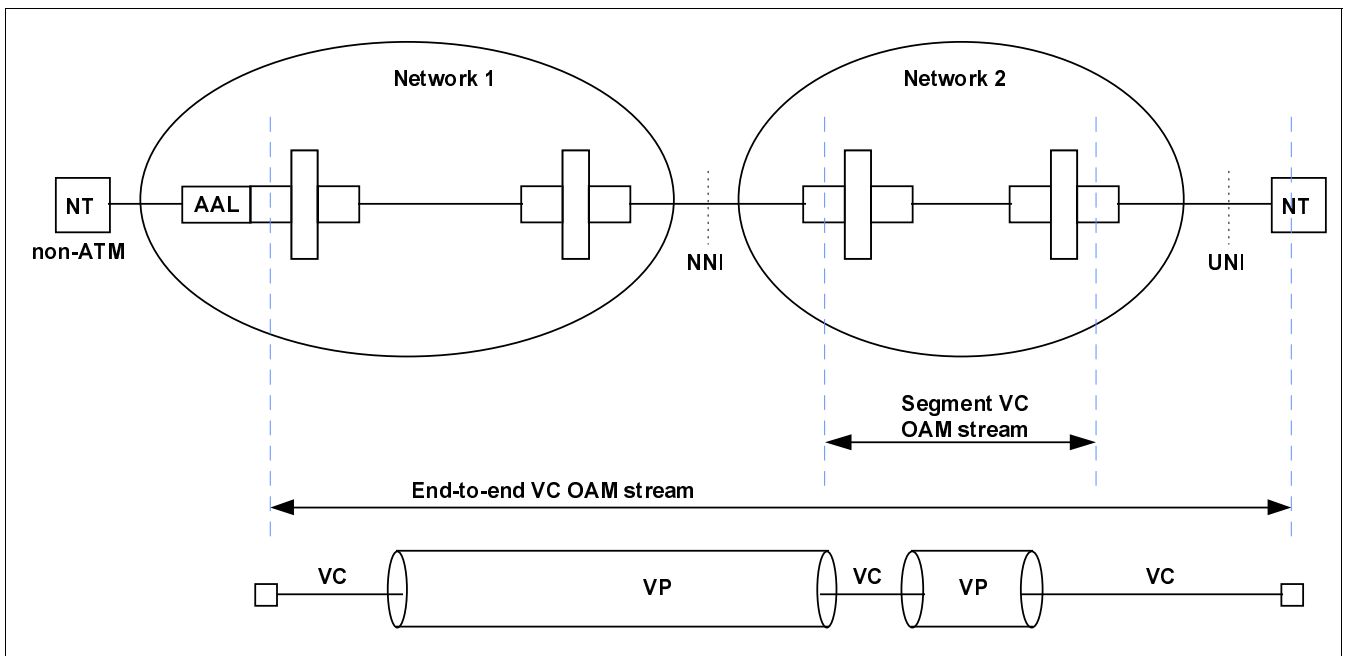 Network 1
Network 2
NT
AAL
NT
non-ATM
NNI
UNI
Segment VC
OAM stream
End-to-end VC OAM stream
VC
VP
VC
VP
VC